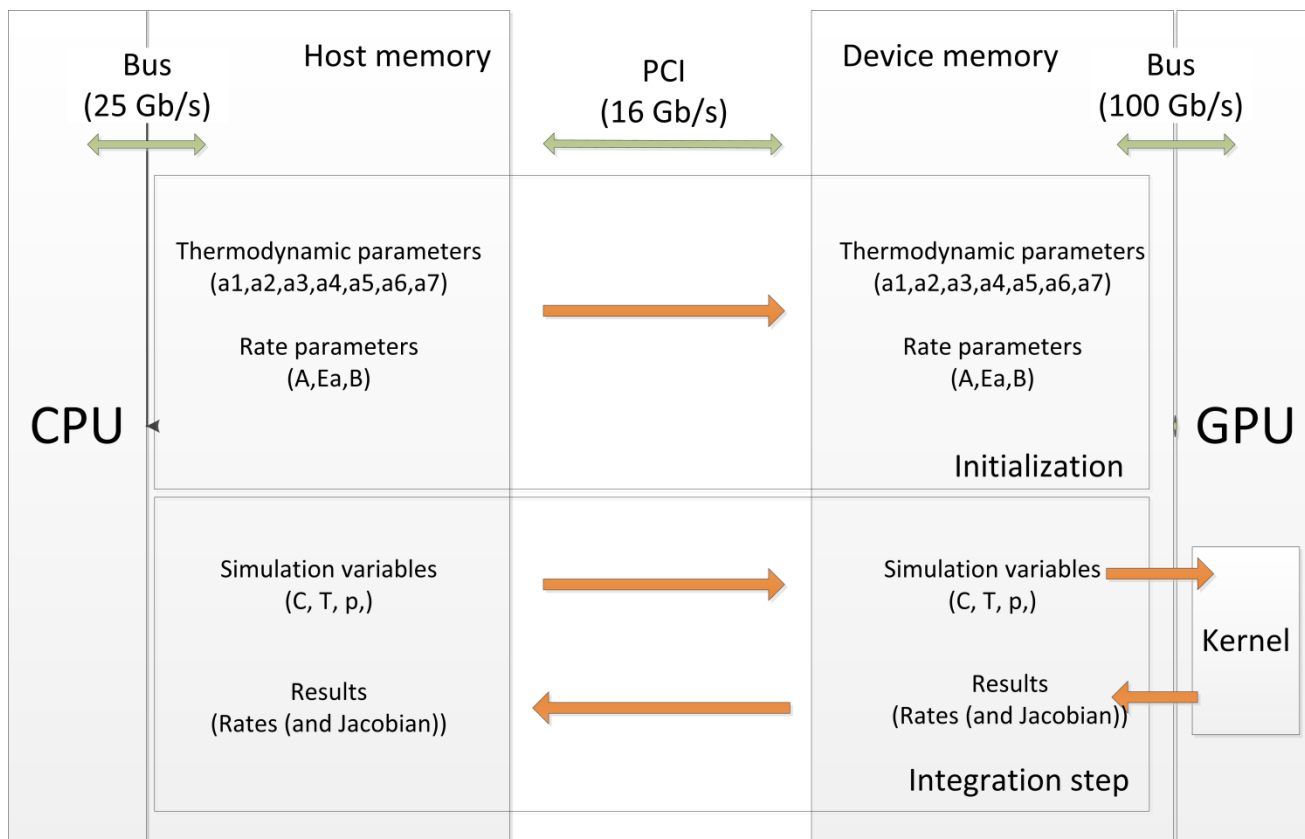 Host memory
Device memory
Bus
(25 Gb/s)
PCI
(16 Gb/s)
Bus
(100 Gb/s)
Thermodynamic parameters
(a1,a2,a3,a4,a5,a6,a7)
Rate parameters
(A,Ea,B)
Thermodynamic parameters
(a1,a2,a3,a4,a5,a6,a7)
Rate parameters
(A,Ea,B)
CPU
GPU
Initialization
Simulation variables
(C, T, p,)
Simulation variables
(C, T, p,)
Kernel
Results
(Rates (and Jacobian))
Results
(Rates (and Jacobian))
Integration step